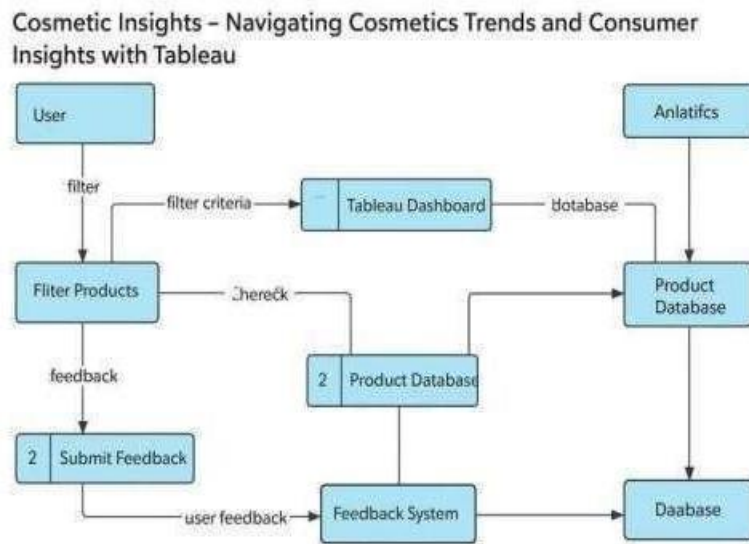 Cosmetic Insights – Navigating Cosmetics Trends and Consumer
Insights with Tableau
User
Anlatifcs
filter
filter criteria
Tableau Dashboard
botabase
Fliter Products
Chereck
Product
Database
feedback
2 Product Database
2 Submit Feedback
user feedback
Feedback System
Daabase